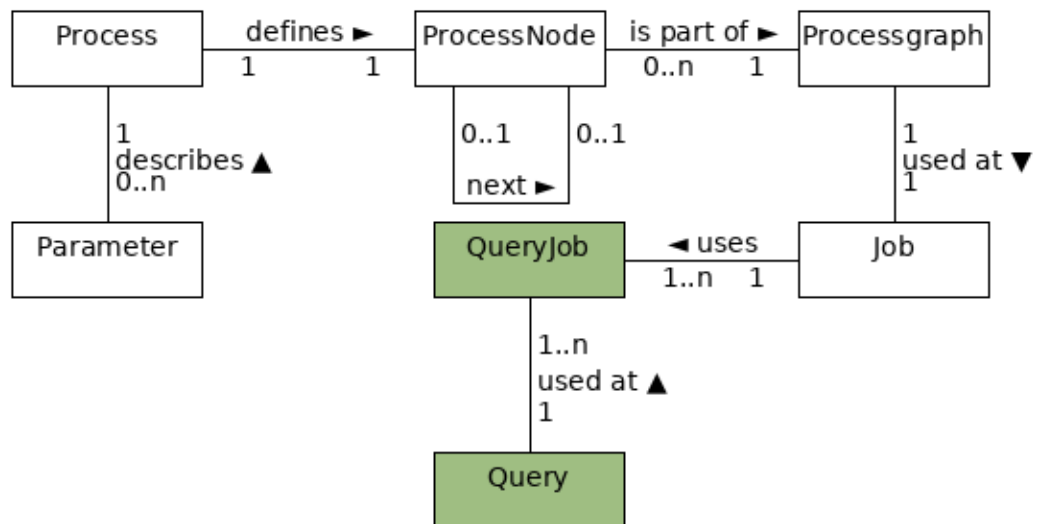 Process defines ► ProcessNode is part of ► Processgraph
1 1 0..n 1
1 0..1 0..1 1
describes ▲ used at ▼
0..n next ► 1
Parameter QueryJob ◄ uses Job
1..n 1
1..n
used at ▲
1
Query